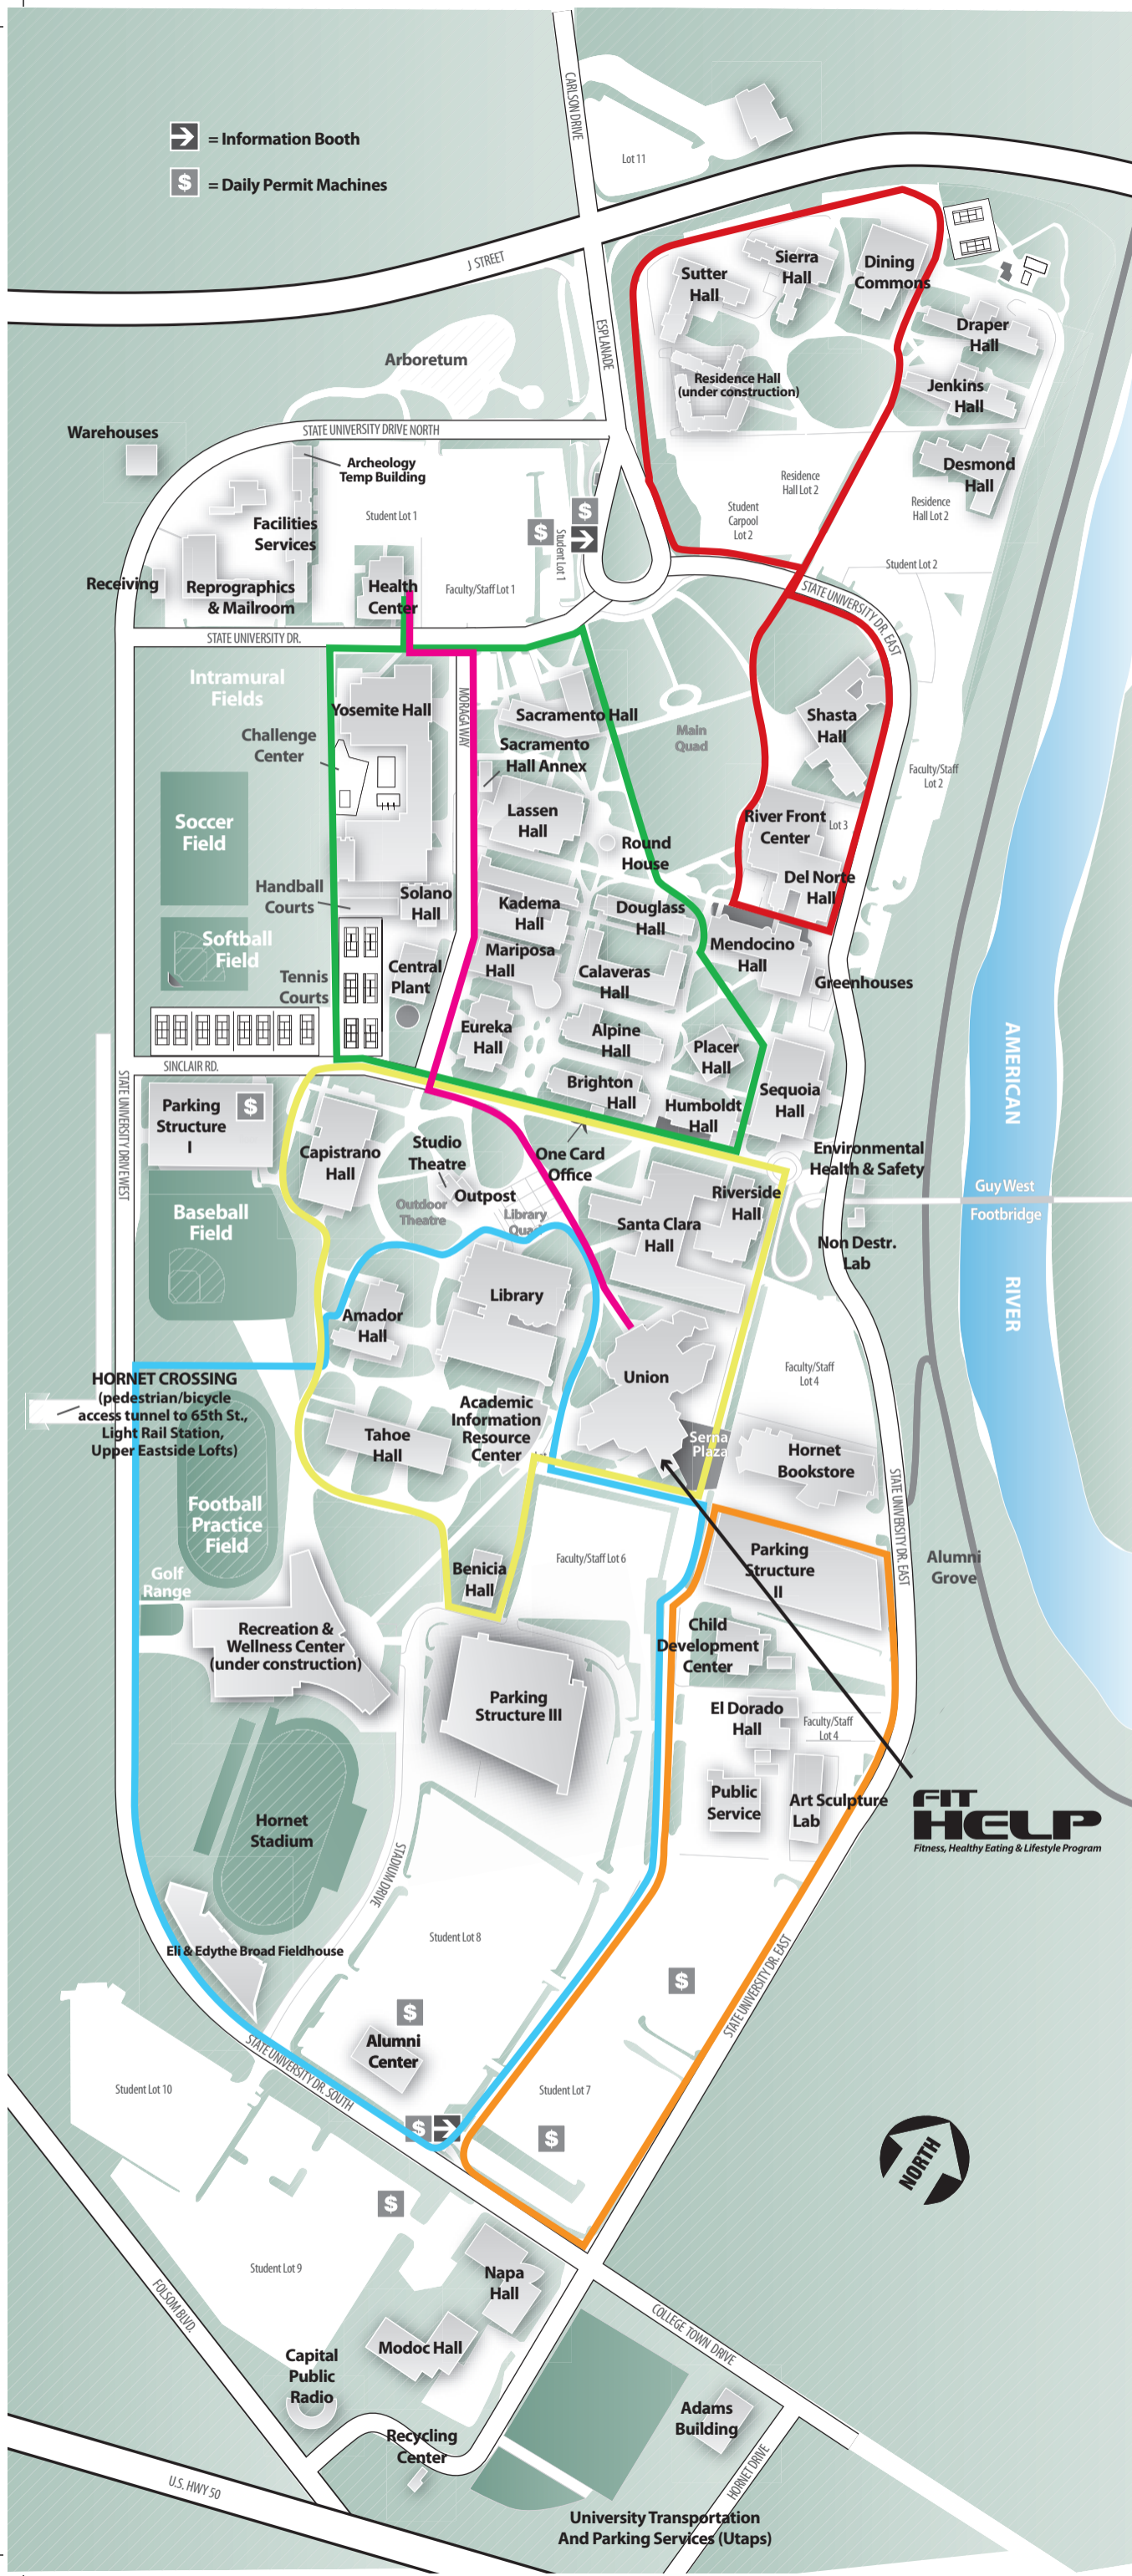 CARLSON DRIVE
= Information Booth
$ = Daily Permit Machines
Lot 11
J STREET
ESPLANADE
Sutter
Hall
Sierra
Hall
Dining
Commons
Draper
Hall
Residence Hall
(under construction)
Jenkins
Hall
Desmond
Hall
Residence
Hall Lot 2
Residence
Hall Lot 2
Student
Carpool
Lot 2
Student Lot 2
Arboretum
Warehouses
STATE UNIVERSITY DRIVE NORTH
Archeology
Temp Building
Student Lot 1
Facilities
Services
$
$
Student Lot 1
Receiving
Reprographics
& Mailroom
Health
Center
Faculty/Staff Lot 1
STATE UNIVERSITY DR.
STATE UNIVERSITY DR. EAST
Intramural
Fields
Yosemite Hall
MORAGA WAY
Sacramento Hall
Main
Quad
Shasta
Hall
Challenge
Center
Sacramento
Hall Annex
Faculty/Staff
Lot 2
Soccer
Field
Lassen
Hall
River Front
Center
Lot 3
Round
House
Del Norte
Hall
Handball
Courts
Solano
Hall
Kadema
Hall
Douglass
Hall
Softball
Field
Mariposa
Hall
Mendocino
Hall
Tennis
Courts
Central
Plant
Calaveras
Hall
Greenhouses
Eureka
Hall
Alpine
Hall
Placer
Hall
AMERICAN
RIVER
SINCLAIR RD.
STATE UNIVERSITY DRIVE WEST
Parking
Structure
I
$
Brighton
Hall
Humboldt
Hall
Sequoia
Hall
Capistrano
Hall
Studio
Theatre
One Card
Office
Environmental
Health & Safety
Outpost
Outdoor
Theatre
Library
Quad
Riverside
Hall
Guy West
Footbridge
Baseball
Field
Santa Clara
Hall
Non Destr.
Lab
Library
Amador
Hall
Union
Faculty/Staff
Lot 4
HORNET CROSSING
(pedestrian/bicycle
access tunnel to 65th St.,
Light Rail Station,
Upper Eastside Lofts)
Academic
Information
Resource
Center
Tahoe
Hall
Serna
Plaza
Hornet
Bookstore
STATE UNIVERSITY DR. EAST
Football
Practice
Field
Benicia
Hall
Faculty/Staff Lot 6
Parking
Structure
II
Alumni
Grove
Golf
Range
Recreation &
Wellness Center
(under construction)
Child
Development
Center
Parking
Structure III
El Dorado
Hall
Faculty/Staff
Lot 4
Public
Service
Art Sculpture
Lab
FIT
HELP
Fitness, Healthy Eating & Lifestyle Program
Hornet
Stadium
STADIUM DRIVE
Student Lot 8
Eli & Edythe Broad Fieldhouse
STATE UNIVERSITY DR. EAST
$
$
Alumni
Center
STATE UNIVERSITY DR. SOUTH
Student Lot 10
Student Lot 7
$
$
NORTH
$
Student Lot 9
Napa
Hall
FOLSOM BLVD.
COLLEGE TOWN DRIVE
Modoc Hall
Capital
Public
Radio
Adams
Building
Recycling
Center
HORNET DRIVE
U.S. HWY 50
University Transportation
And Parking Services (Utaps)